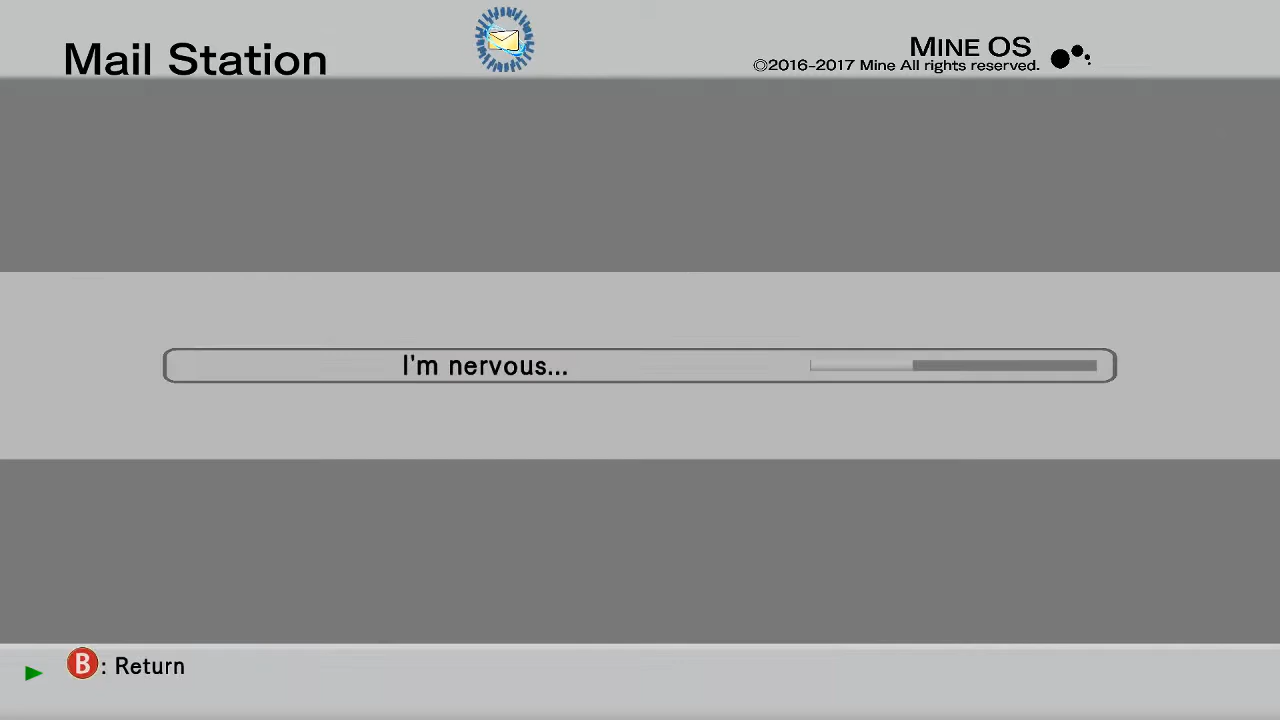 Mail Station
MINE OS
©2016-2017 Mine All rights reserved.
I'm nervous...
B: Return